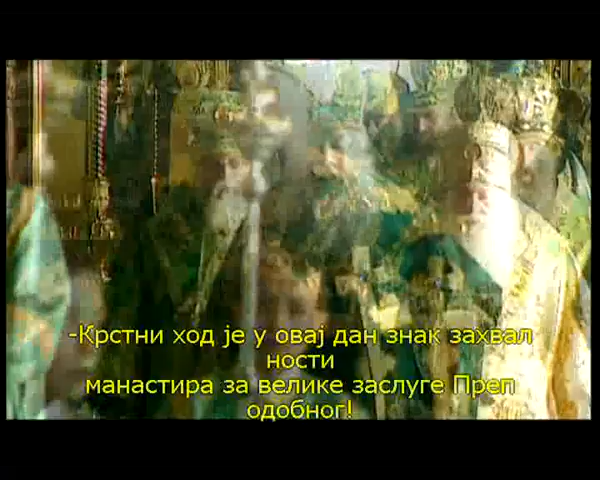 -Крстни ход је у овај дан знак захвал
ности
манастира за велике заслуге Преп
одобног!